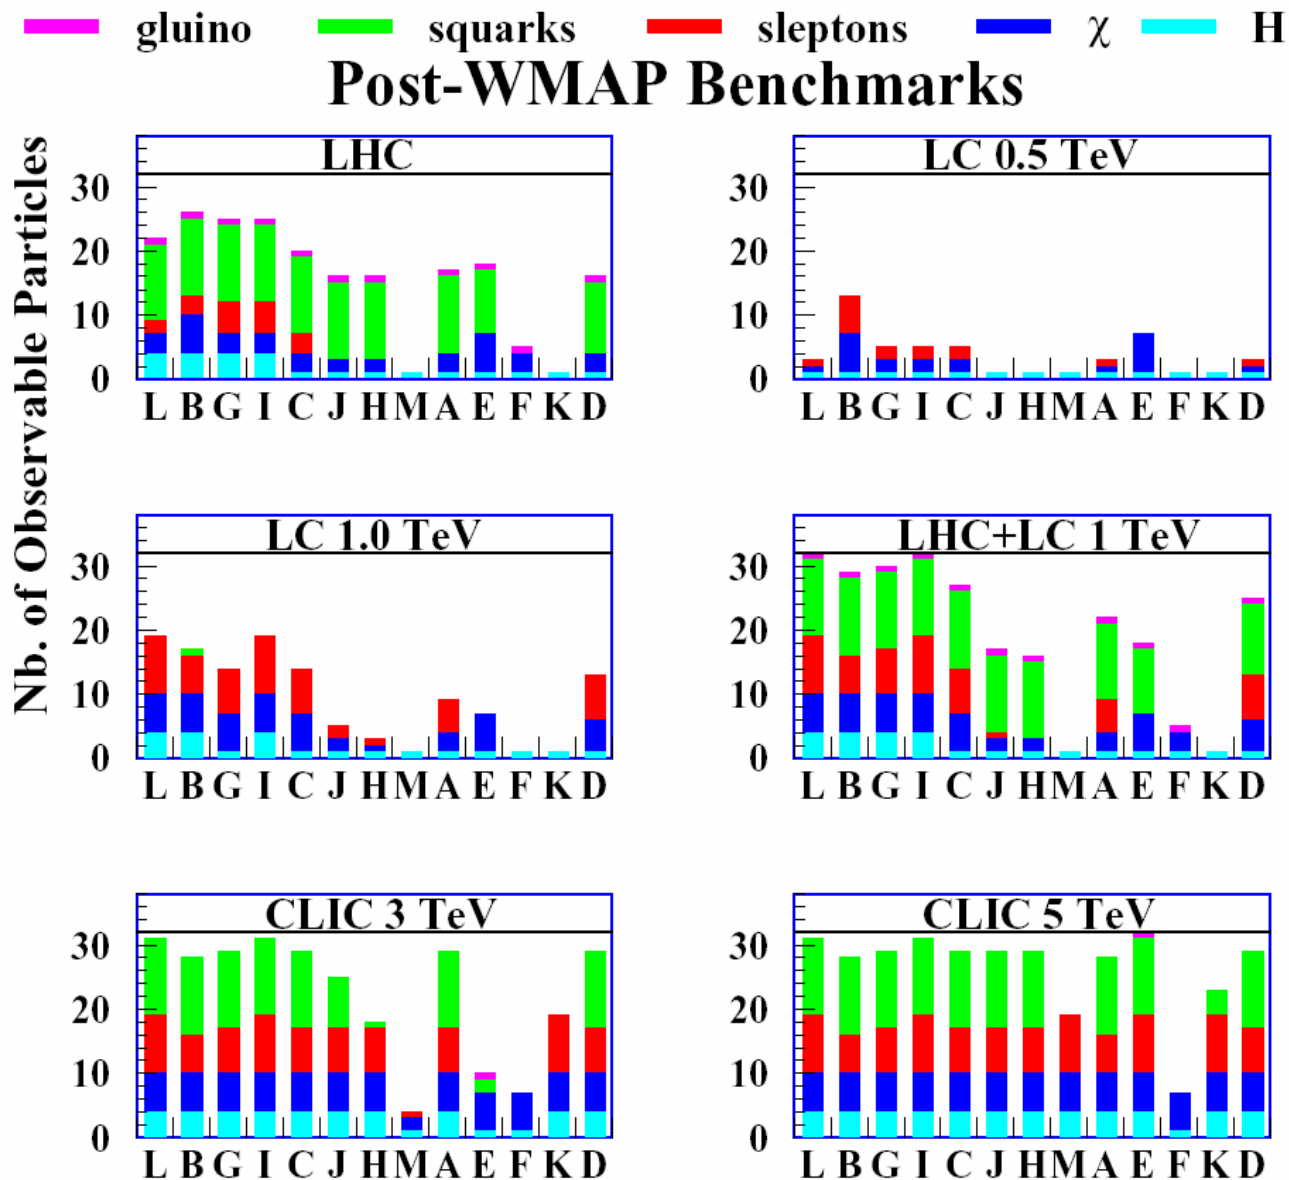 gluino squarks sleptons χ H
Post-WMAP Benchmarks
Nb. of Observable Particles
LHC
30
20
10
0
L B G I C J H M A E F K D
LC 0.5 TeV
30
20
10
0
L B G I C J H M A E F K D
LC 1.0 TeV
30
20
10
0
L B G I C J H M A E F K D
LHC+LC 1 TeV
30
20
10
0
L B G I C J H M A E F K D
CLIC 3 TeV
30
20
10
0
L B G I C J H M A E F K D
CLIC 5 TeV
30
20
10
0
L B G I C J H M A E F K D